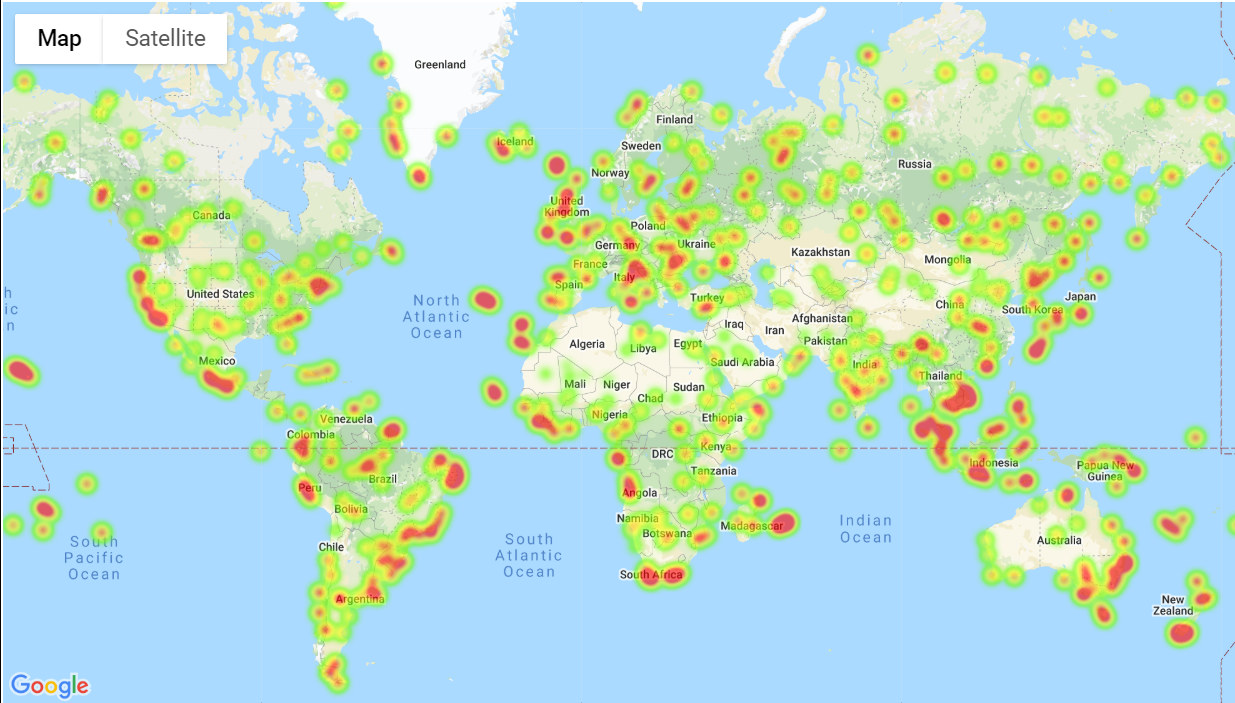 Map Satellite
Greenland
Iceland
Finland
Sweden
Norway
Russia
Canada
United
Kingdom
Poland
Germany
Ukraine
Kazakhstan
Mongolia
France
Italy
Spain
United States
Turkey
China
South Korea
Japan
North
Atlantic
Ocean
Afghanistan
Iraq
Iran
Algeria
Libya
Egypt
Pakistan
Saudi Arabia
India
Mexico
Thailand
Mali
Niger
Sudan
Chad
Nigeria
Ethiopia
Venezuela
Colombia
DRC
Kenya
Tanzania
Indonesia
Papua New
Guinea
Brazil
Peru
Angola
Bolivia
Namibia
Botswana
Madagascar
Indian
Ocean
South
Pacific
Ocean
South
Atlantic
Ocean
Chile
Australia
South Africa
Argentina
New
Zealand
Google